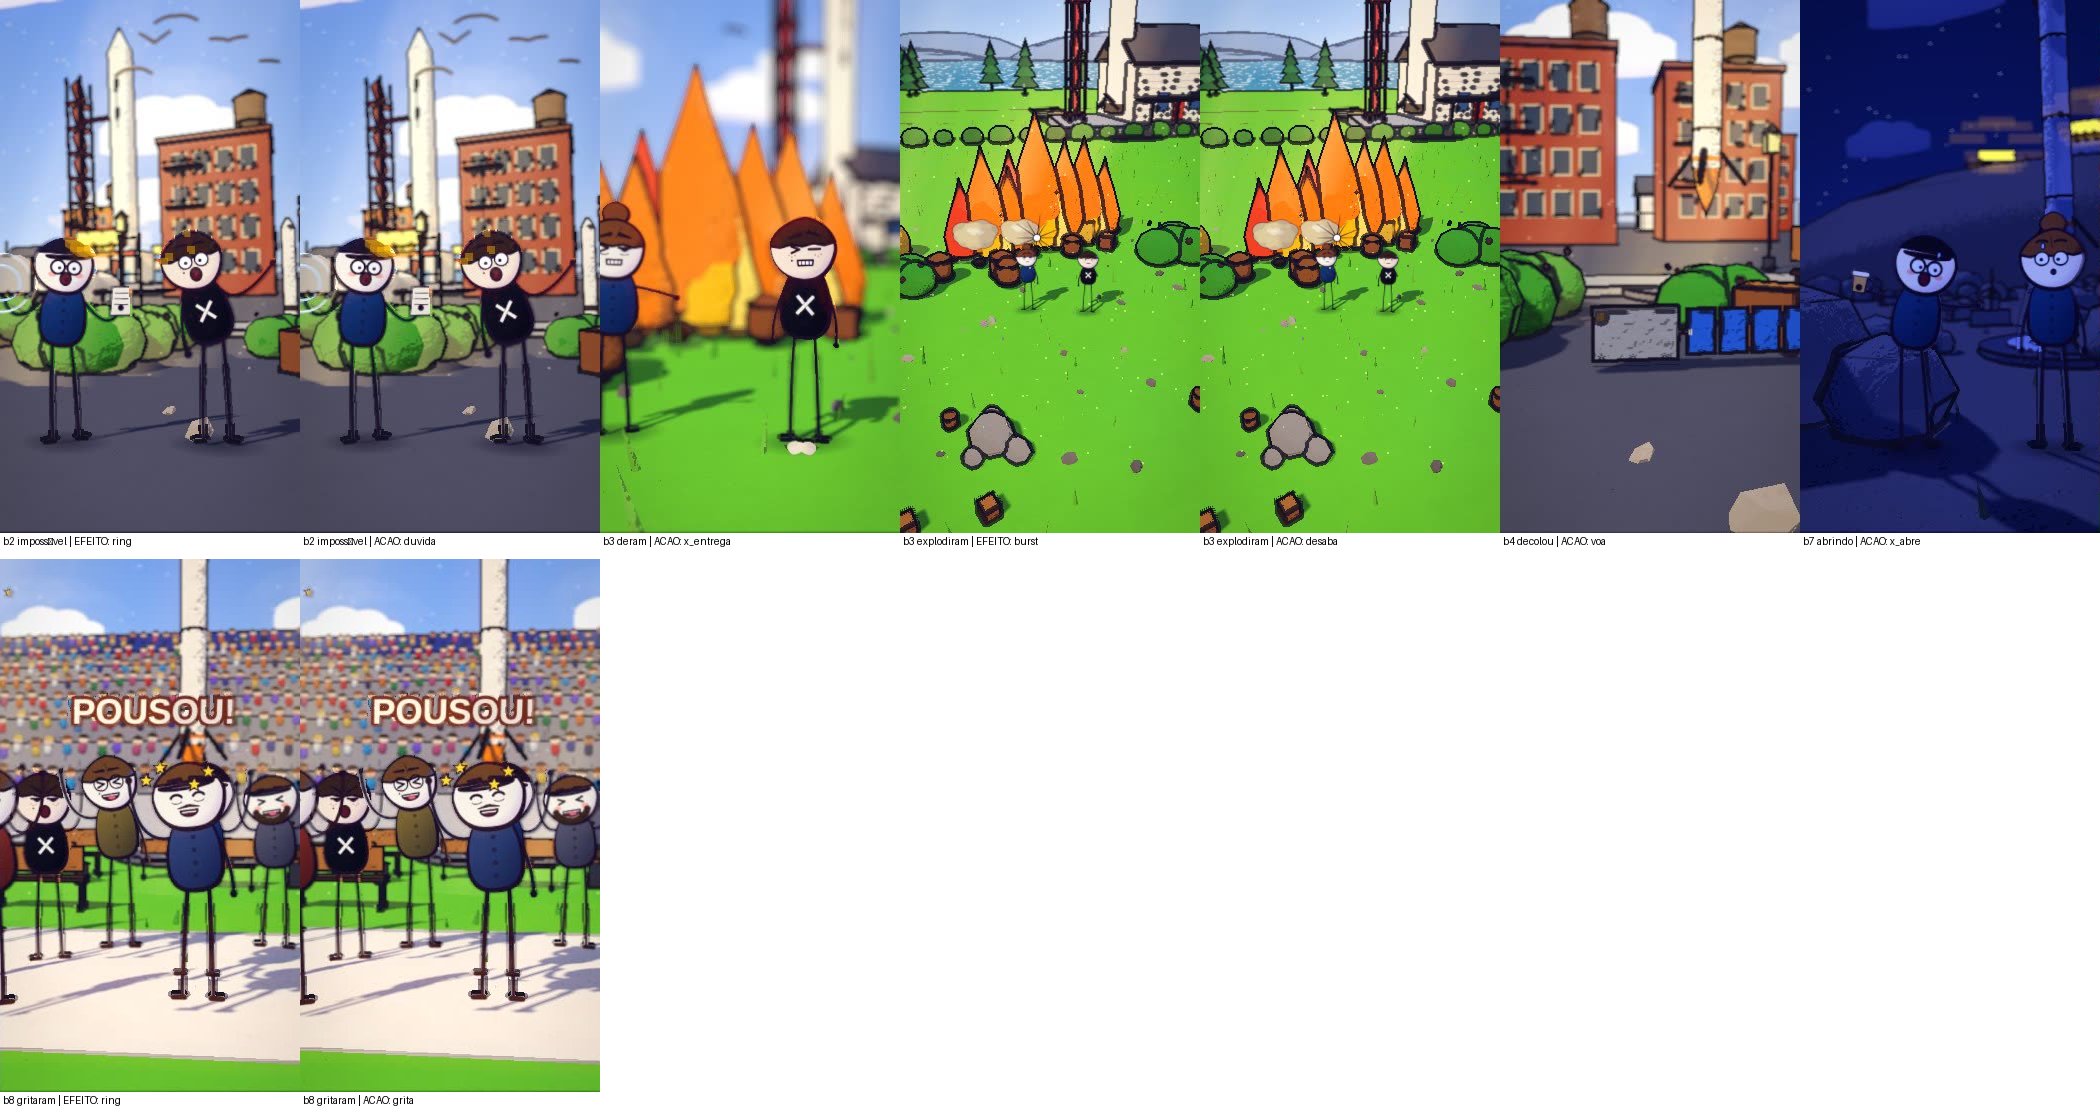 b2 imposs�vel | EFEITO: ring
b2 imposs�vel | ACAO: duvida
b3 deram | ACAO: x_entrega
b3 explodiram | EFEITO: burst
b3 explodiram | ACAO: desaba
b4 decolou | ACAO: voa
b7 abrindo | ACAO: x_abre
POUSOU!
POUSOU!
b8 gritaram | EFEITO: ring
b8 gritaram | ACAO: grita